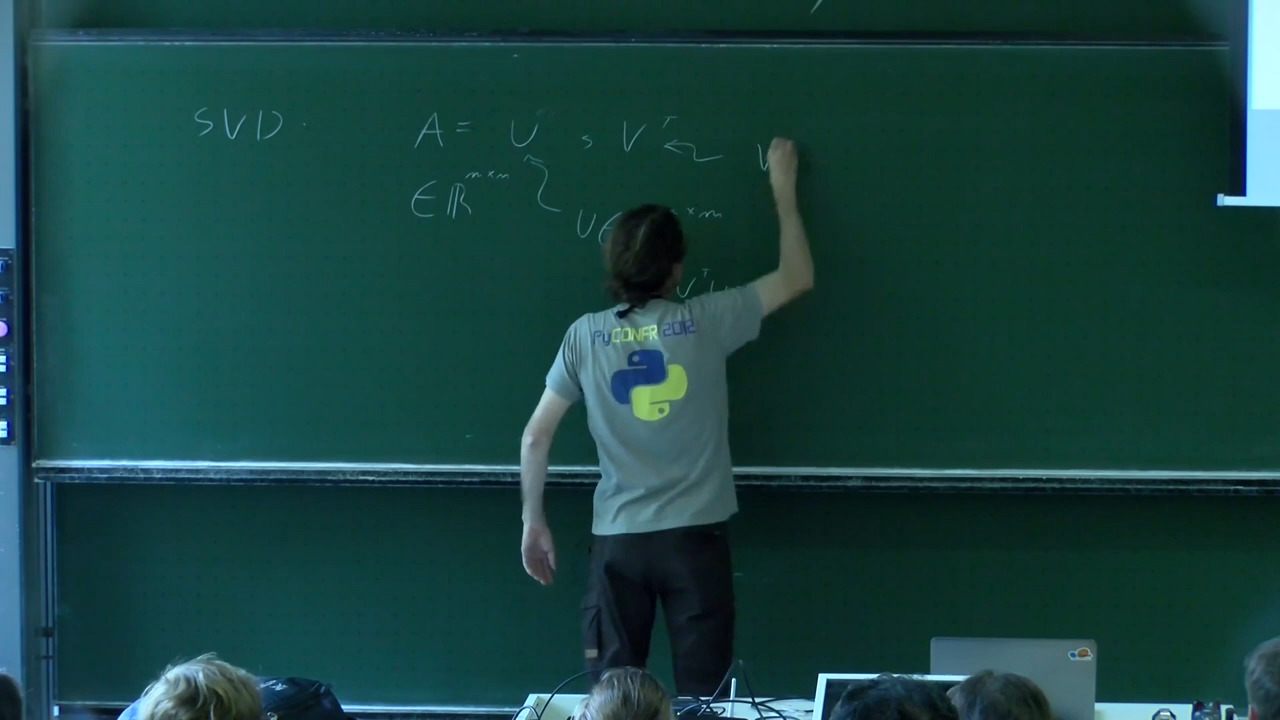 SVD. A = U s V^T ← V
∈ ℝ^{m×n}
U ∈
PyCONFR 2012